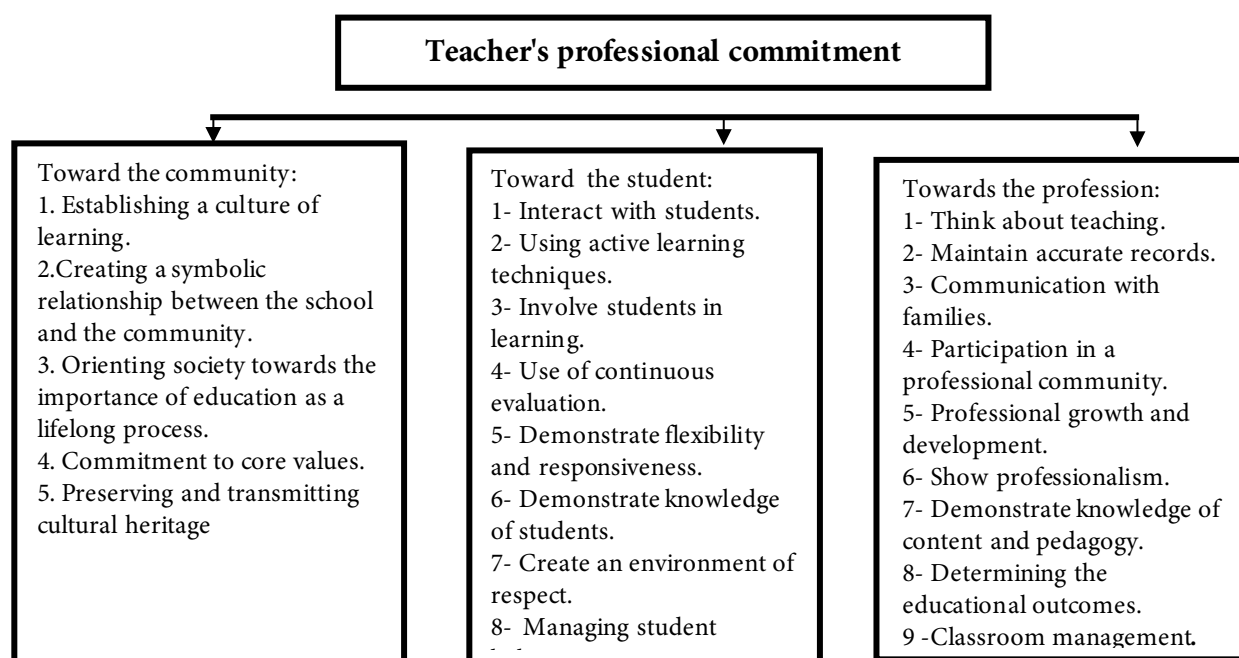 Teacher's professional commitment
Toward the community:
1. Establishing a culture of
learning.
2.Creating a symbolic
relationship between the school
and the community.
3. Orienting society towards the
importance of education as a
lifelong process.
4. Commitment to core values.
5. Preserving and transmitting
cultural heritage
Toward the student:
1- Interact with students.
2- Using active learning
techniques.
3- Involve students in
learning.
4- Use of continuous
evaluation.
5- Demonstrate flexibility
and responsiveness.
6- Demonstrate knowledge
of students.
7- Create an environment of
respect.
8- Managing student
Towards the profession:
1- Think about teaching.
2- Maintain accurate records.
3- Communication with
families.
4- Participation in a
professional community.
5- Professional growth and
development.
6- Show professionalism.
7- Demonstrate knowledge of
content and pedagogy.
8- Determining the
educational outcomes.
9 -Classroom management.